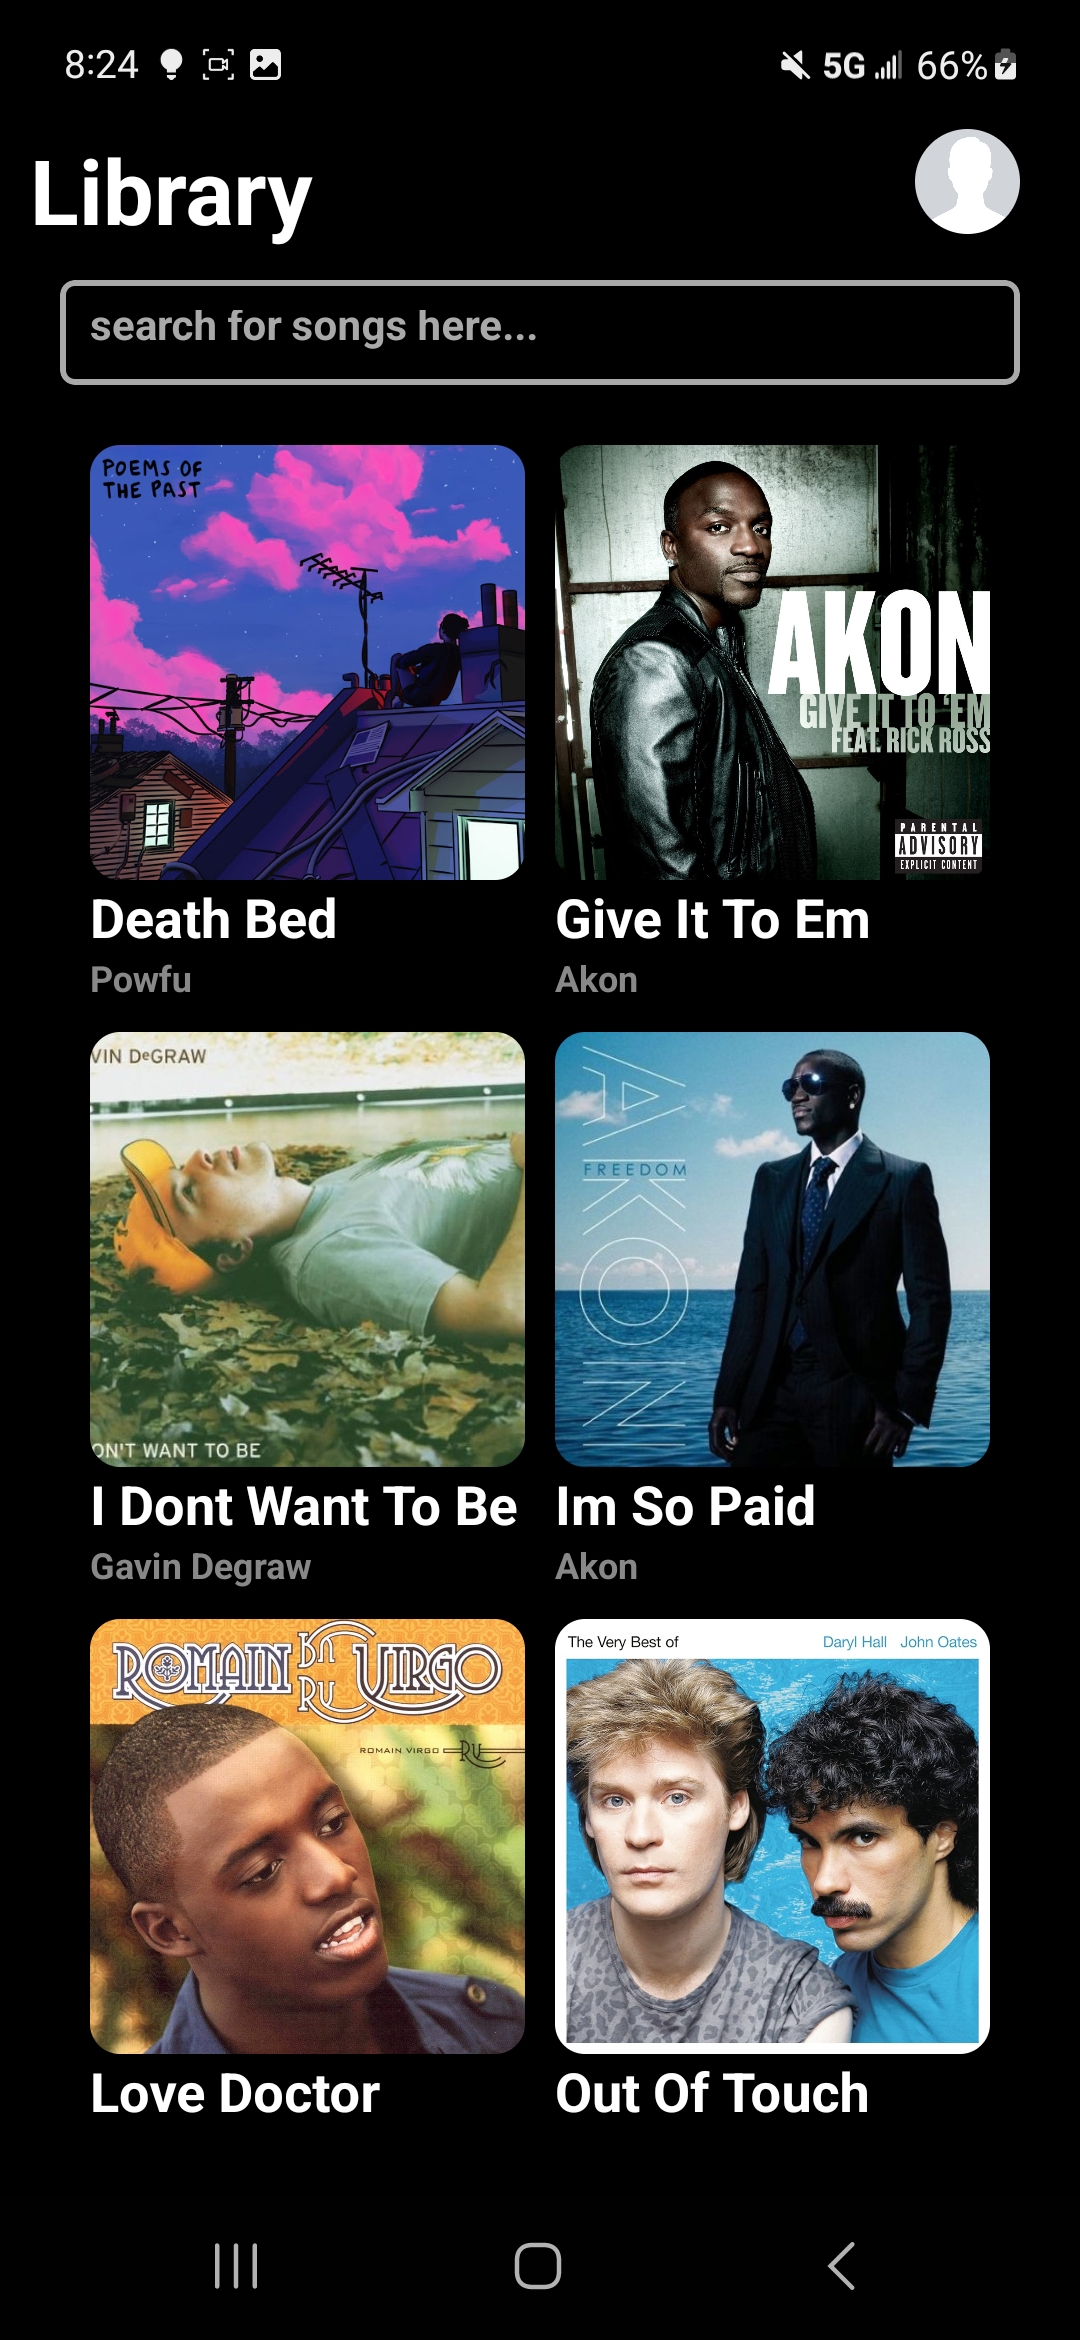 8:24
5G 66%
Library
search for songs here...
POEMS OF
THE PAST
AKON
GIVE IT TO 'EM
FEAT. RICK ROSS
PARENTAL
ADVISORY
EXPLICIT CONTENT
Death Bed
Powfu
Give It To Em
Akon
VIN DeGRAW
ON'T WANT TO BE
AKON
FREEDOM
I Dont Want To Be
Gavin Degraw
Im So Paid
Akon
ROMAIN VIRGO
RV
ROMAIN VIRGO RV
The Very Best of Daryl Hall John Oates
Love Doctor
Out Of Touch